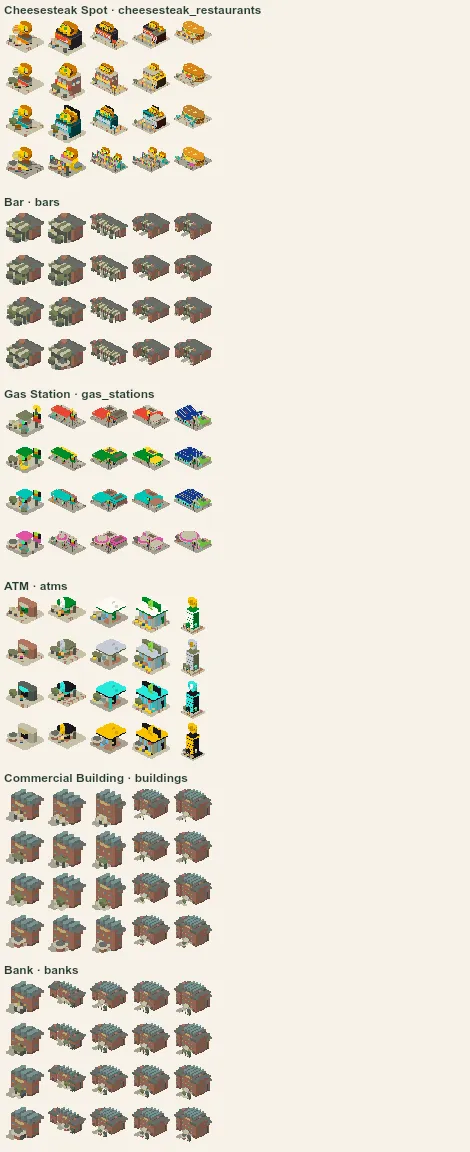 Cheesesteak Spot · cheesesteak_restaurants
Bar · bars
Gas Station · gas_stations
ATM · atms
Commercial Building · buildings
Bank · banks